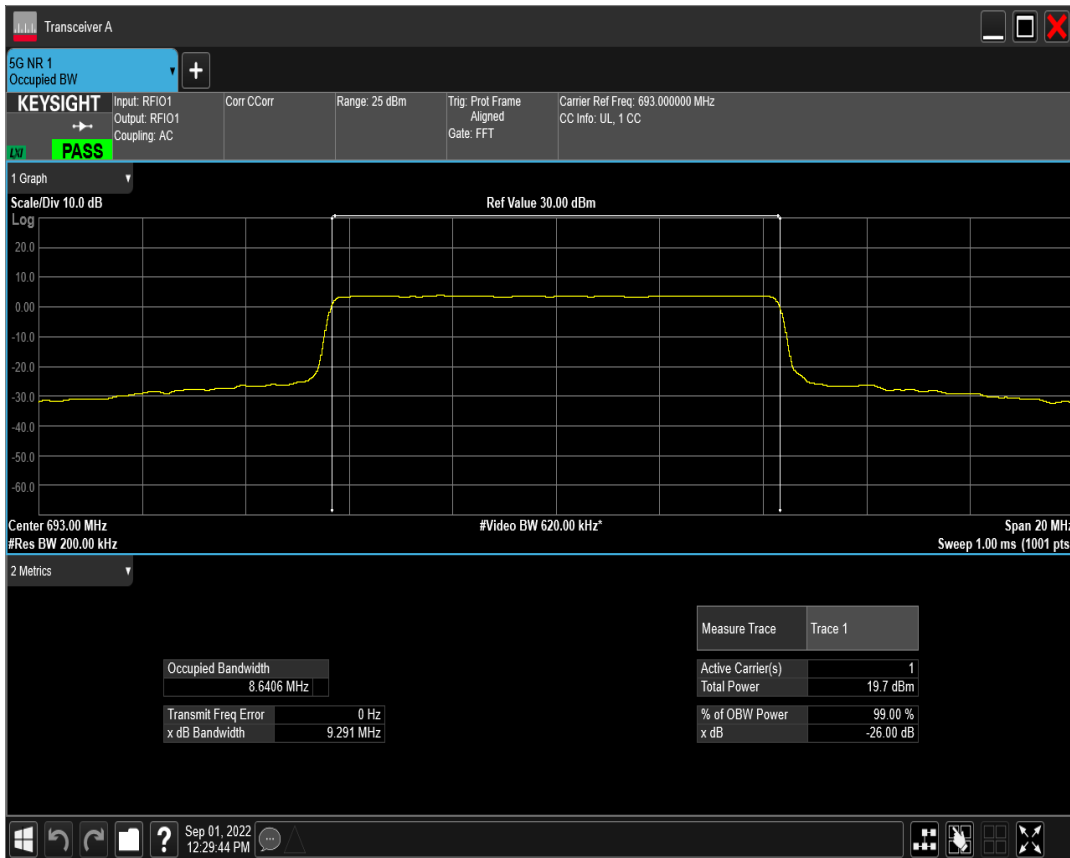 Transceiver A
5G NR 1
Occupied BW
+
KEYSIGHT
LXI
PASS
Input: RFIO1
Output: RFIO1
Coupling: AC
Corr CCorr
Range: 25 dBm
Trig: Prot Frame
Aligned
Gate: FFT
Carrier Ref Freq: 693.000000 MHz
CC Info: UL, 1 CC
1 Graph
Scale/Div 10.0 dB
Ref Value 30.00 dBm
Log
20.0
10.0
0.00
-10.0
-20.0
-30.0
-40.0
-50.0
-60.0
Center 693.00 MHz
#Video BW 620.00 kHz*
Span 20 MHz
#Res BW 200.00 kHz
Sweep 1.00 ms (1001 pts
2 Metrics
Measure Trace Trace 1
Occupied Bandwidth
8.6406 MHz
Active Carrier(s) 1
Total Power 19.7 dBm
Transmit Freq Error 0 Hz
x dB Bandwidth 9.291 MHz
% of OBW Power 99.00 %
x dB -26.00 dB
?
Sep 01, 2022
12:29:44 PM